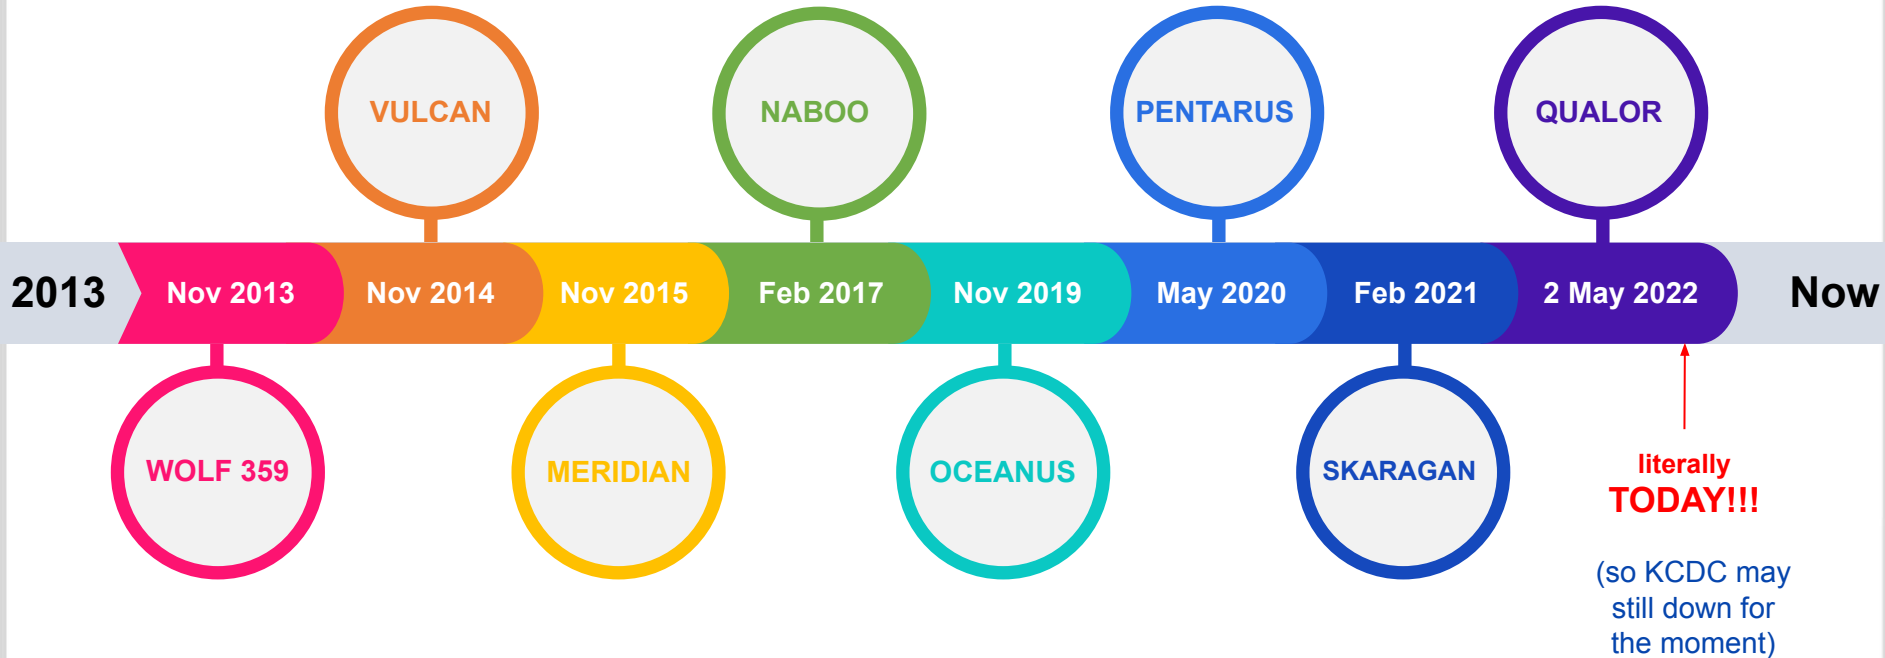 VULCAN
NABOO
PENTARUS
QUALOR
2013
Nov 2013
Nov 2014
Nov 2015
Feb 2017
Nov 2019
May 2020
Feb 2021
2 May 2022
Now
WOLF 359
MERIDIAN
OCEANUS
SKARAGAN
literally
TODAY!!!
(so KCDC may
still down for
the moment)